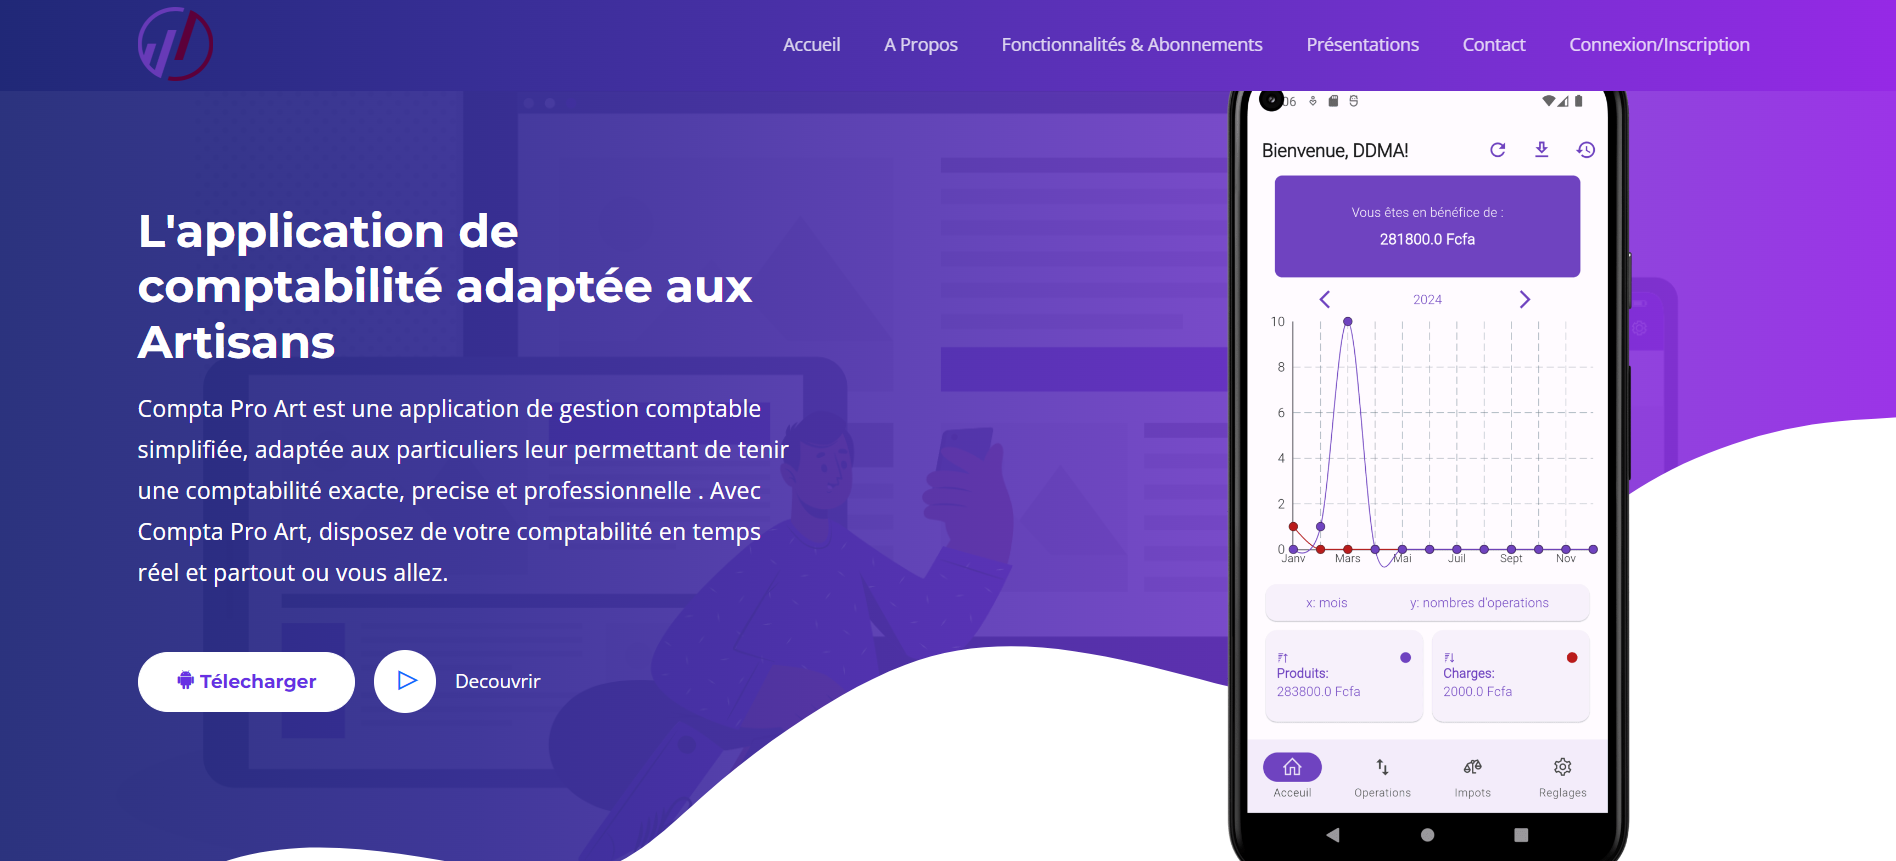 Accueil A Propos Fonctionnalités & Abonnements Présentations Contact Connexion/Inscription
L'application de
comptabilité adaptée aux
Artisans
Compta Pro Art est une application de gestion comptable
simplifiée, adaptée aux particuliers leur permettant de tenir
une comptabilité exacte, precise et professionnelle . Avec
Compta Pro Art, disposez de votre comptabilité en temps
réel et partout ou vous allez.
Télecharger Decouvrir
06
Bienvenue, DDMA!
Vous êtes en bénéfice de :
281800.0 Fcfa
2024
10
8
6
4
2
0
Janv Mars Mai Juil Sept Nov
x: mois y: nombres d'operations
Produits:
283800.0 Fcfa
Charges:
2000.0 Fcfa
Acceuil Operations Impots Reglages